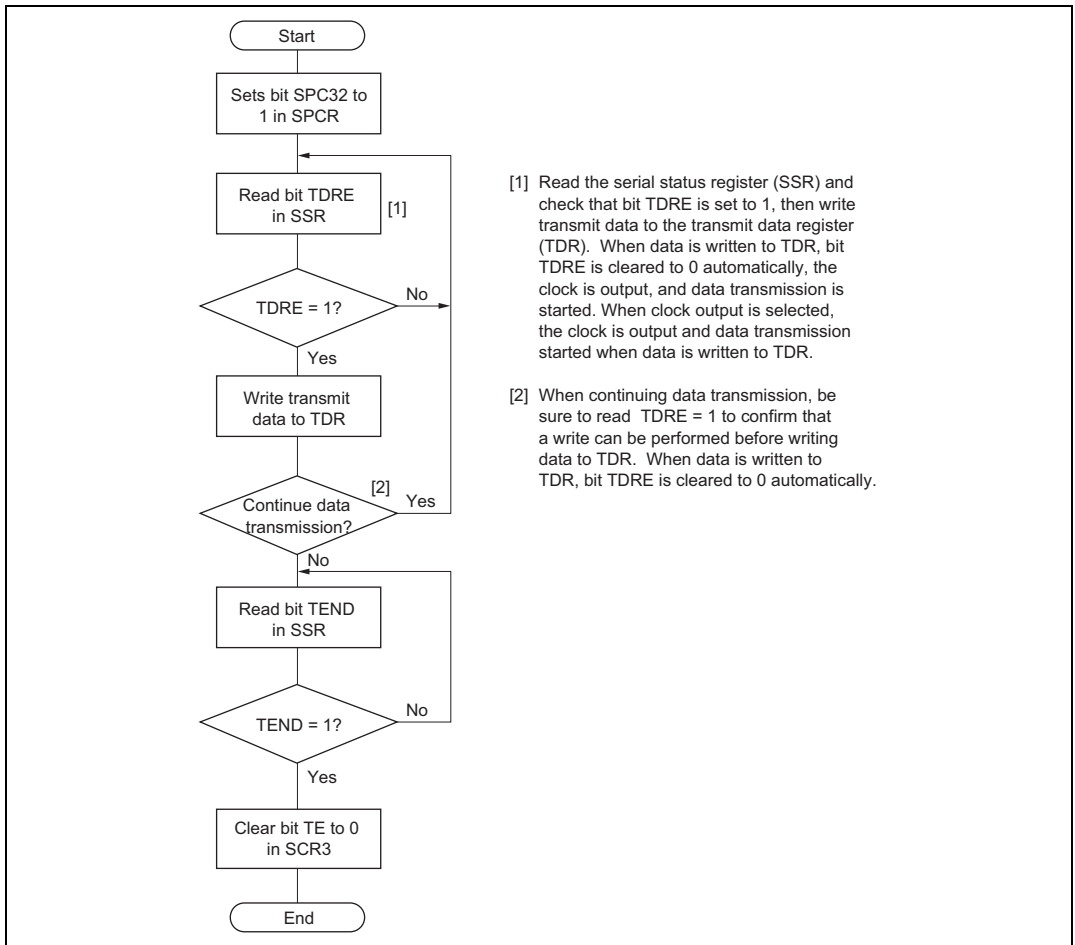 Start
Sets bit SPC32 to
1 in SPCR
Read bit TDRE
in SSR
[1]
TDRE = 1?
No
Yes
Write transmit
data to TDR
[2]
Continue data
transmission?
Yes
No
Read bit TEND
in SSR
TEND = 1?
No
Yes
Clear bit TE to 0
in SCR3
End
[1] Read the serial status register (SSR) and
check that bit TDRE is set to 1, then write
transmit data to the transmit data register
(TDR). When data is written to TDR, bit
TDRE is cleared to 0 automatically, the
clock is output, and data transmission is
started. When clock output is selected,
the clock is output and data transmission
started when data is written to TDR.
[2] When continuing data transmission, be
sure to read TDRE = 1 to confirm that
a write can be performed before writing
data to TDR. When data is written to
TDR, bit TDRE is cleared to 0 automatically.